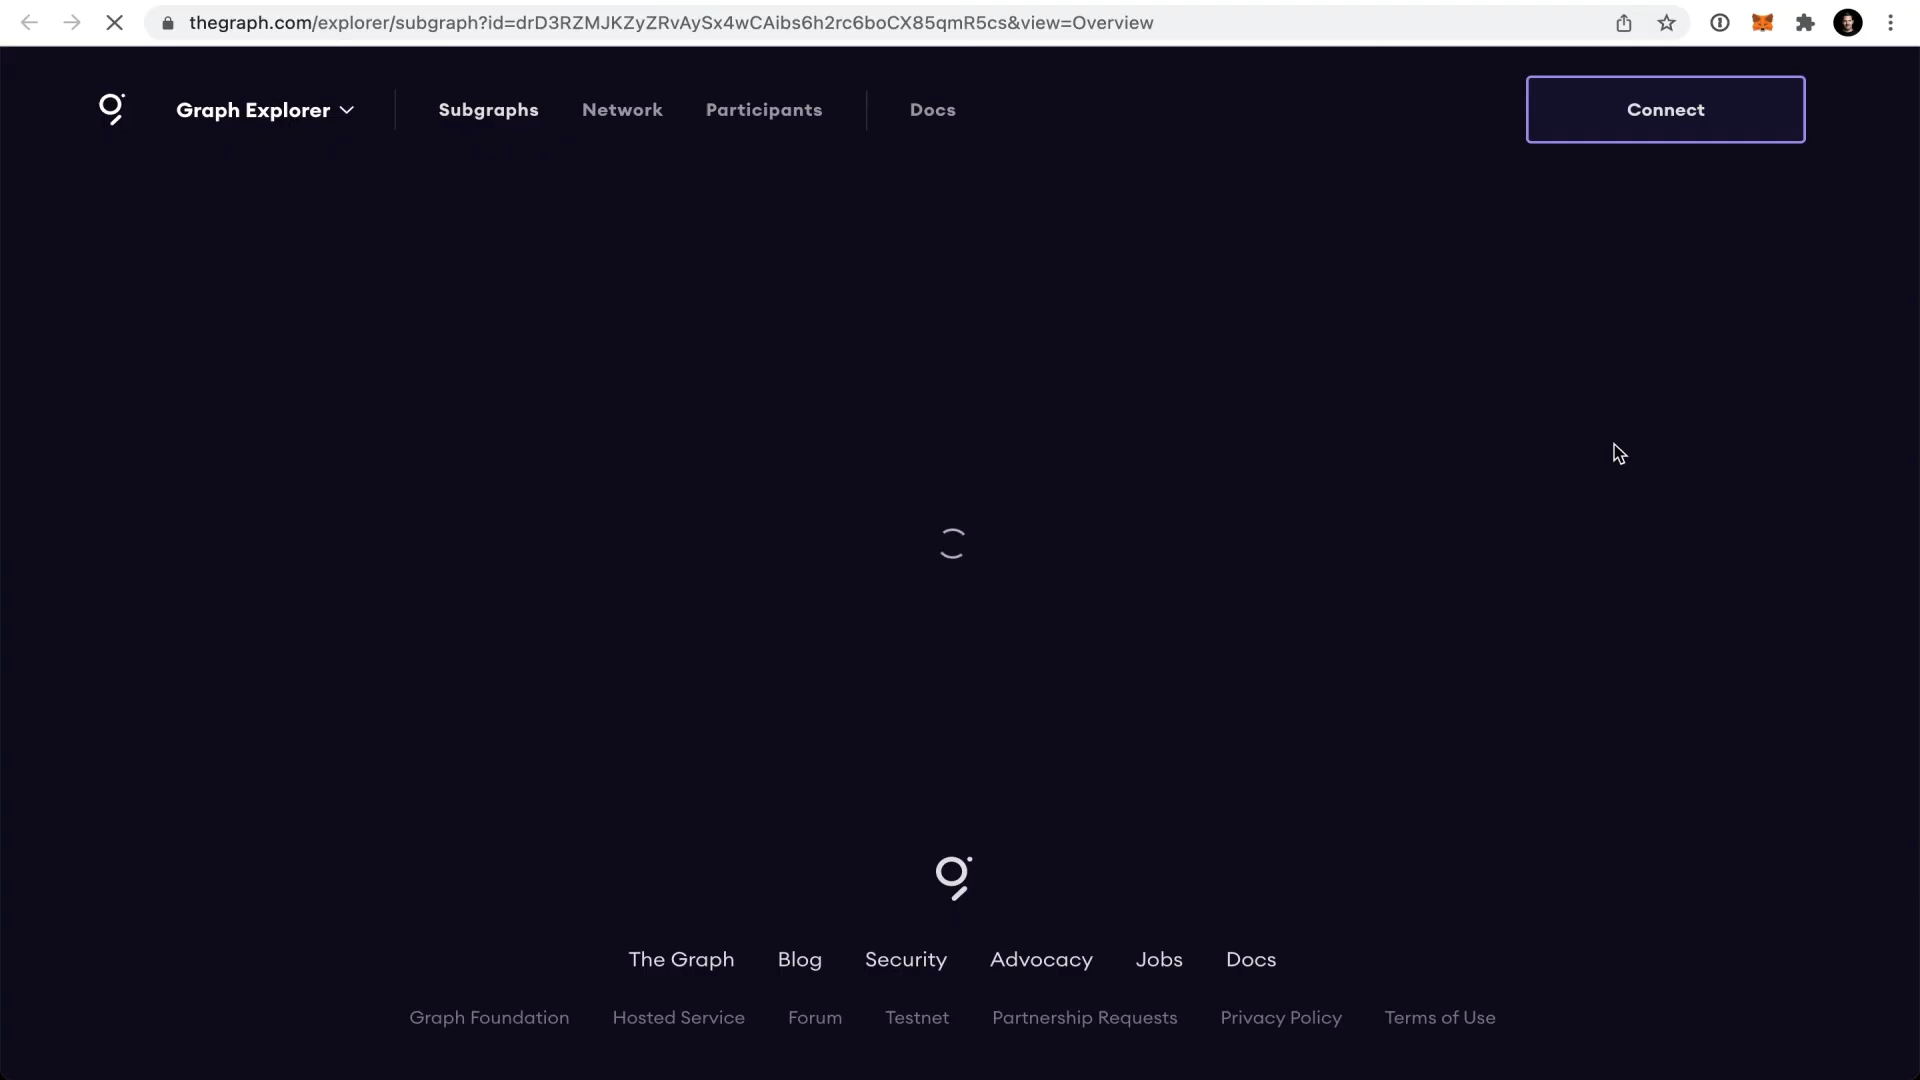 thegraph.com/explorer/subgraph?id=drD3RZMJKZyZRvAySx4wCAibs6h2rc6boCX85qmR5cs&view=Overview
Graph Explorer Subgraphs Network Participants Docs Connect
The Graph Blog Security Advocacy Jobs Docs
Graph Foundation Hosted Service Forum Testnet Partnership Requests Privacy Policy Terms of Use